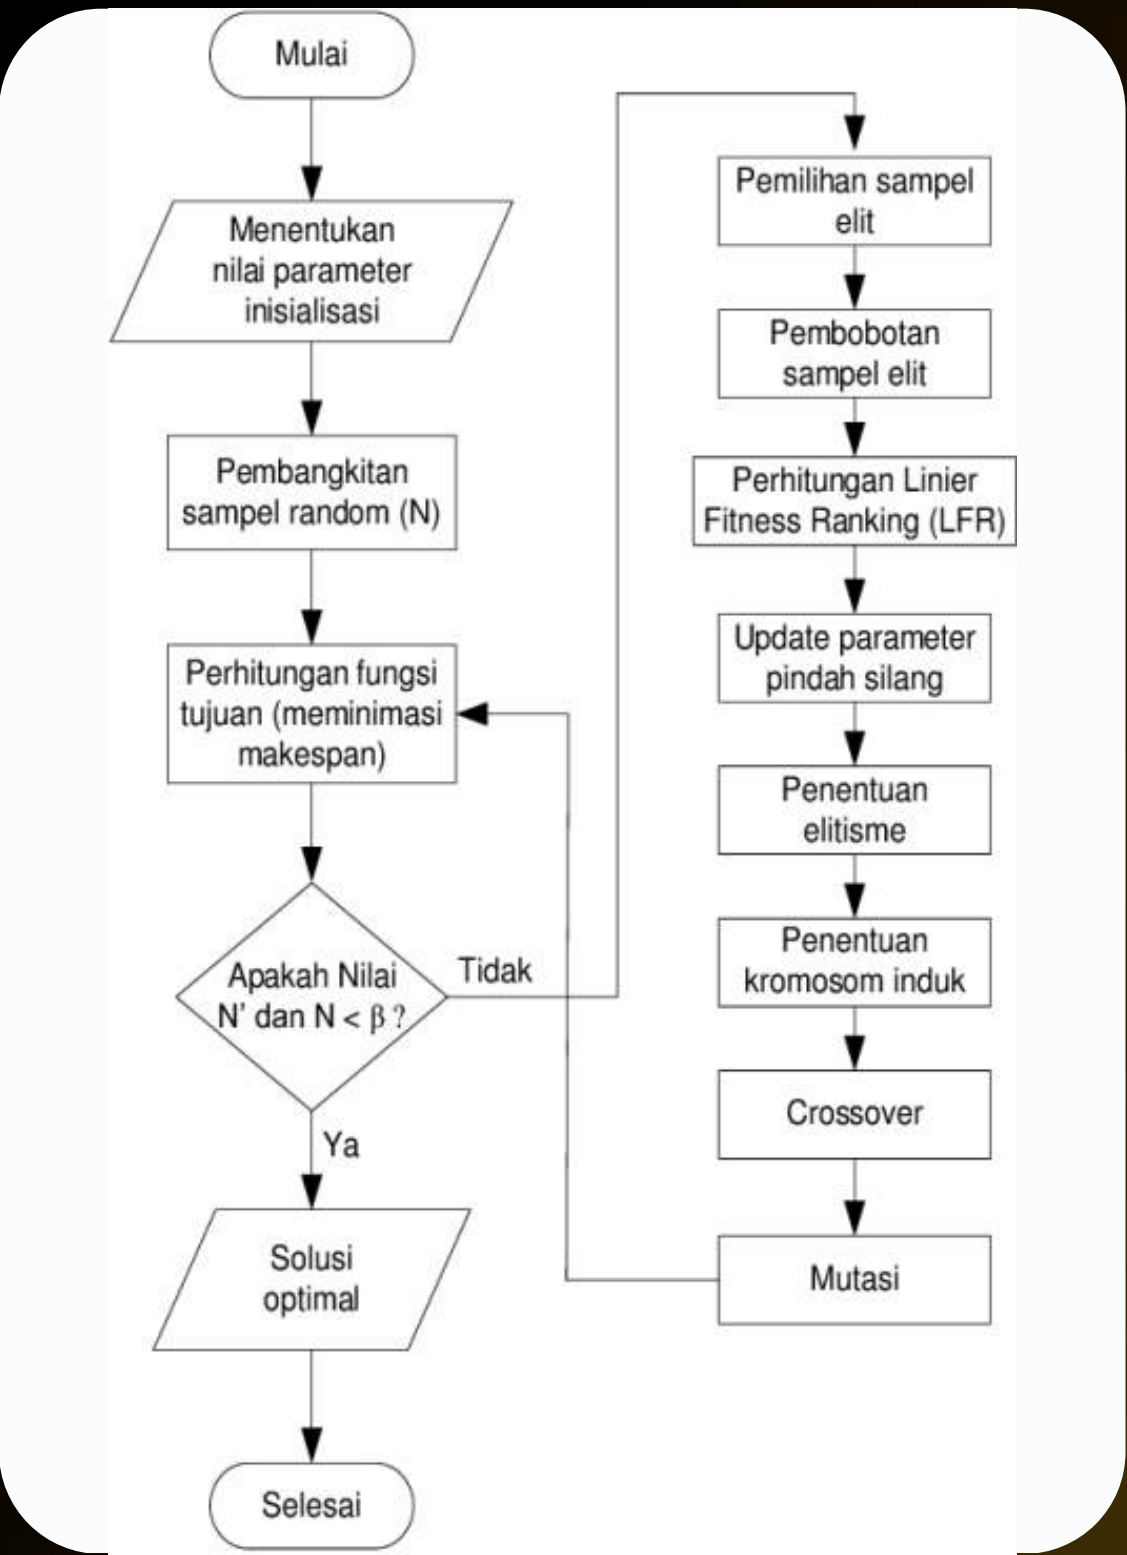 Mulai
Menentukan
nilai parameter
inisialisasi
Pembangkitan
sampel random (N)
Perhitungan fungsi
tujuan (meminimasi
makespan)
Apakah Nilai
N' dan N < β ?
Tidak
Ya
Solusi
optimal
Selesai
Pemilihan sampel
elit
Pembobotan
sampel elit
Perhitungan Linier
Fitness Ranking (LFR)
Update parameter
pindah silang
Penentuan
elitisme
Penentuan
kromosom induk
Crossover
Mutasi